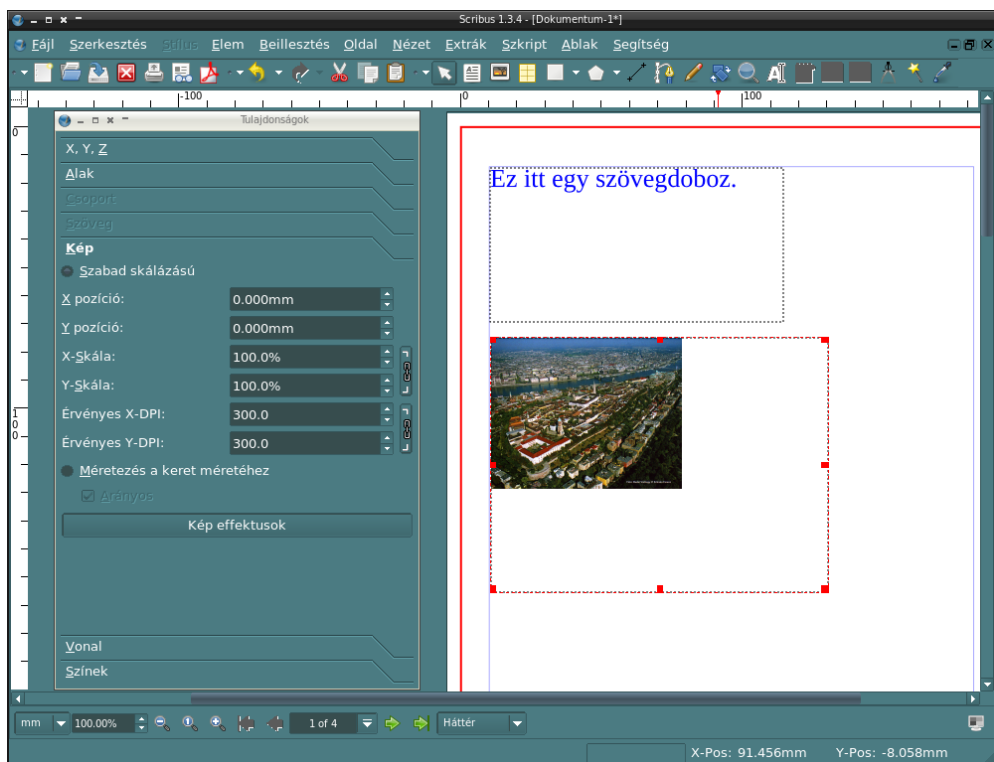 Scribus 1.3.4 - [Dokumentum-1*]
Fájl Szerkesztés Stílus Elem Beillesztés Oldal Nézet Extrák Szkript Ablak Segítség
-100 0 100
Tulajdonságok
0
X, Y, Z
Alak
Csoport
Szöveg
Kép
Szabad skálázású
X pozíció: 0.000mm
Y pozíció: 0.000mm
X-Skála: 100.0%
Y-Skála: 100.0%
Érvényes X-DPI: 300.0
Érvényes Y-DPI: 300.0
Méretezés a keret méretéhez
Arányos
Kép effektusok
Vonal
Színek
100
Ez itt egy szövegdoboz.
mm 100.00% 1 of 4 Háttér
X-Pos: 91.456mm Y-Pos: -8.058mm